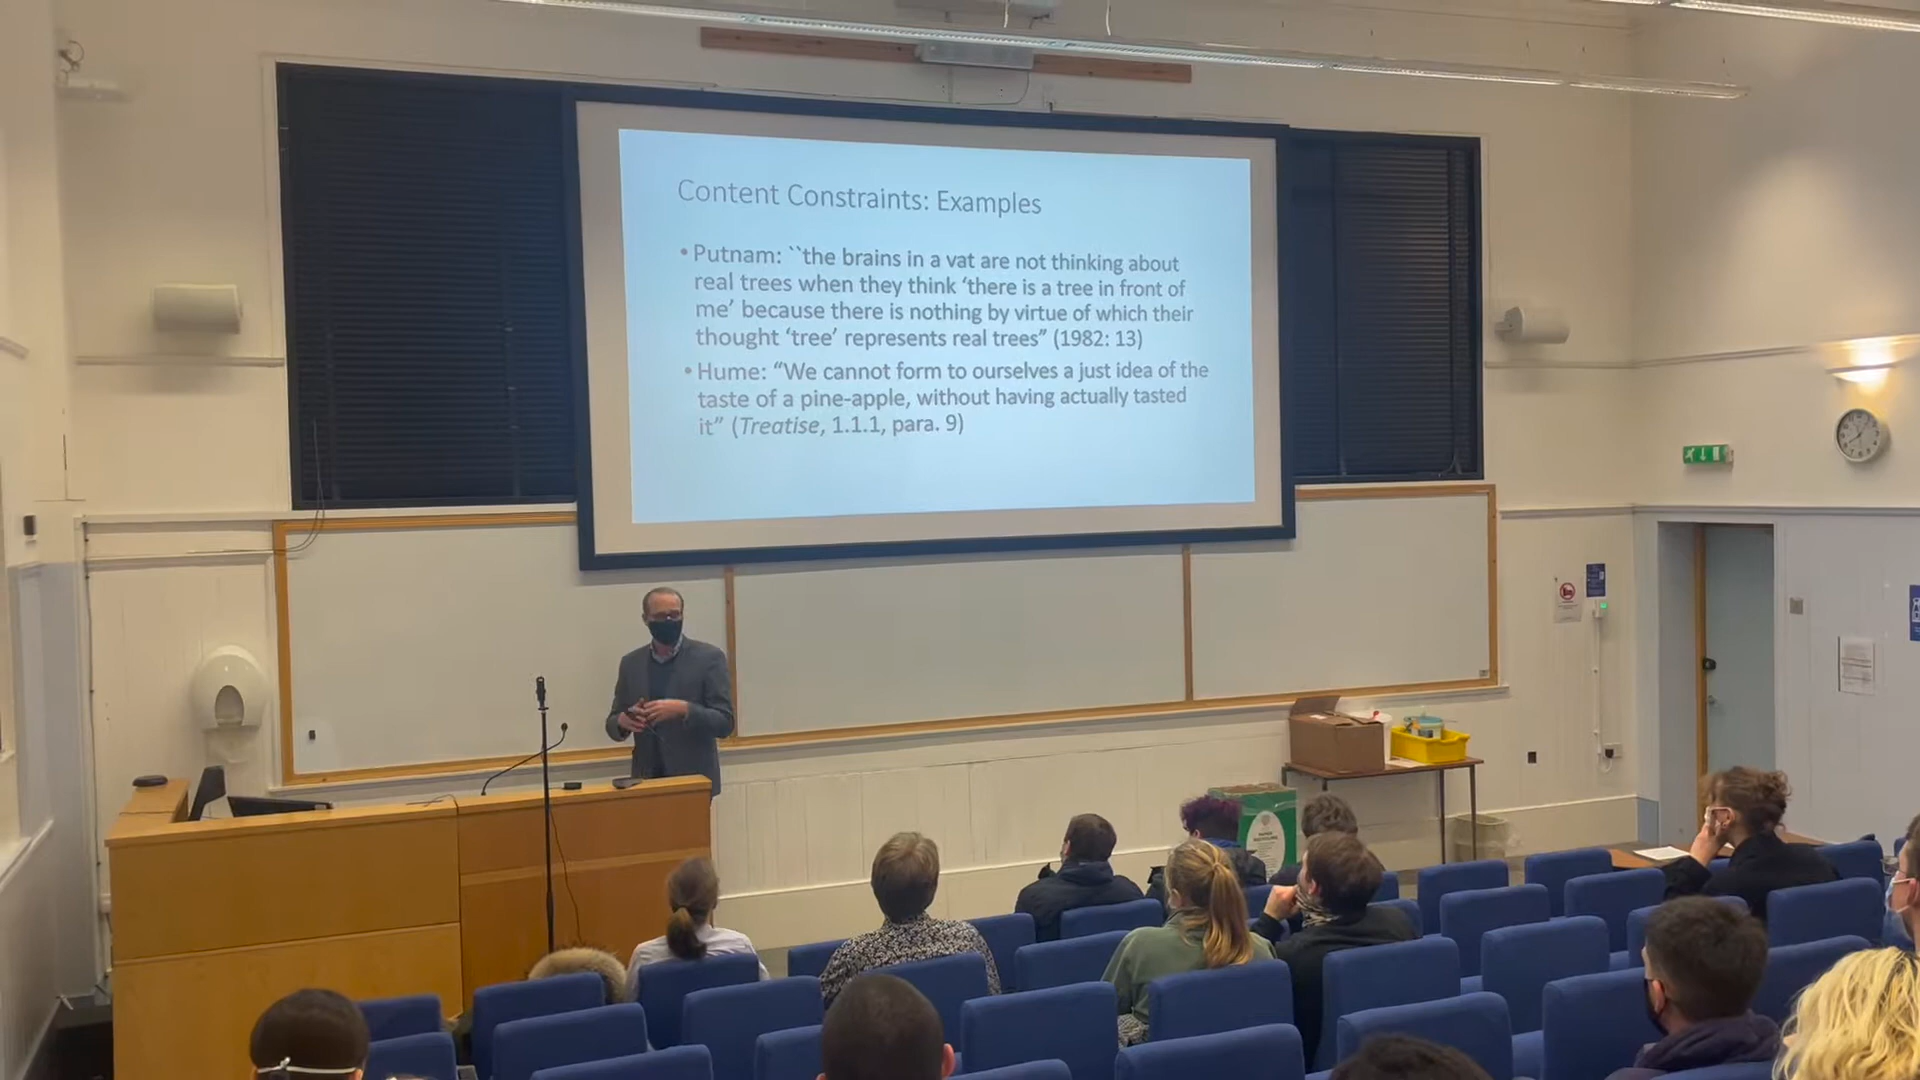 Content Constraints: Examples
• Putnam: ``the brains in a vat are not thinking about
real trees when they think ‘there is a tree in front of
me’ because there is nothing by virtue of which their
thought ‘tree’ represents real trees” (1982: 13)
• Hume: “We cannot form to ourselves a just idea of the
taste of a pine-apple, without having actually tasted
it” (Treatise, 1.1.1, para. 9)